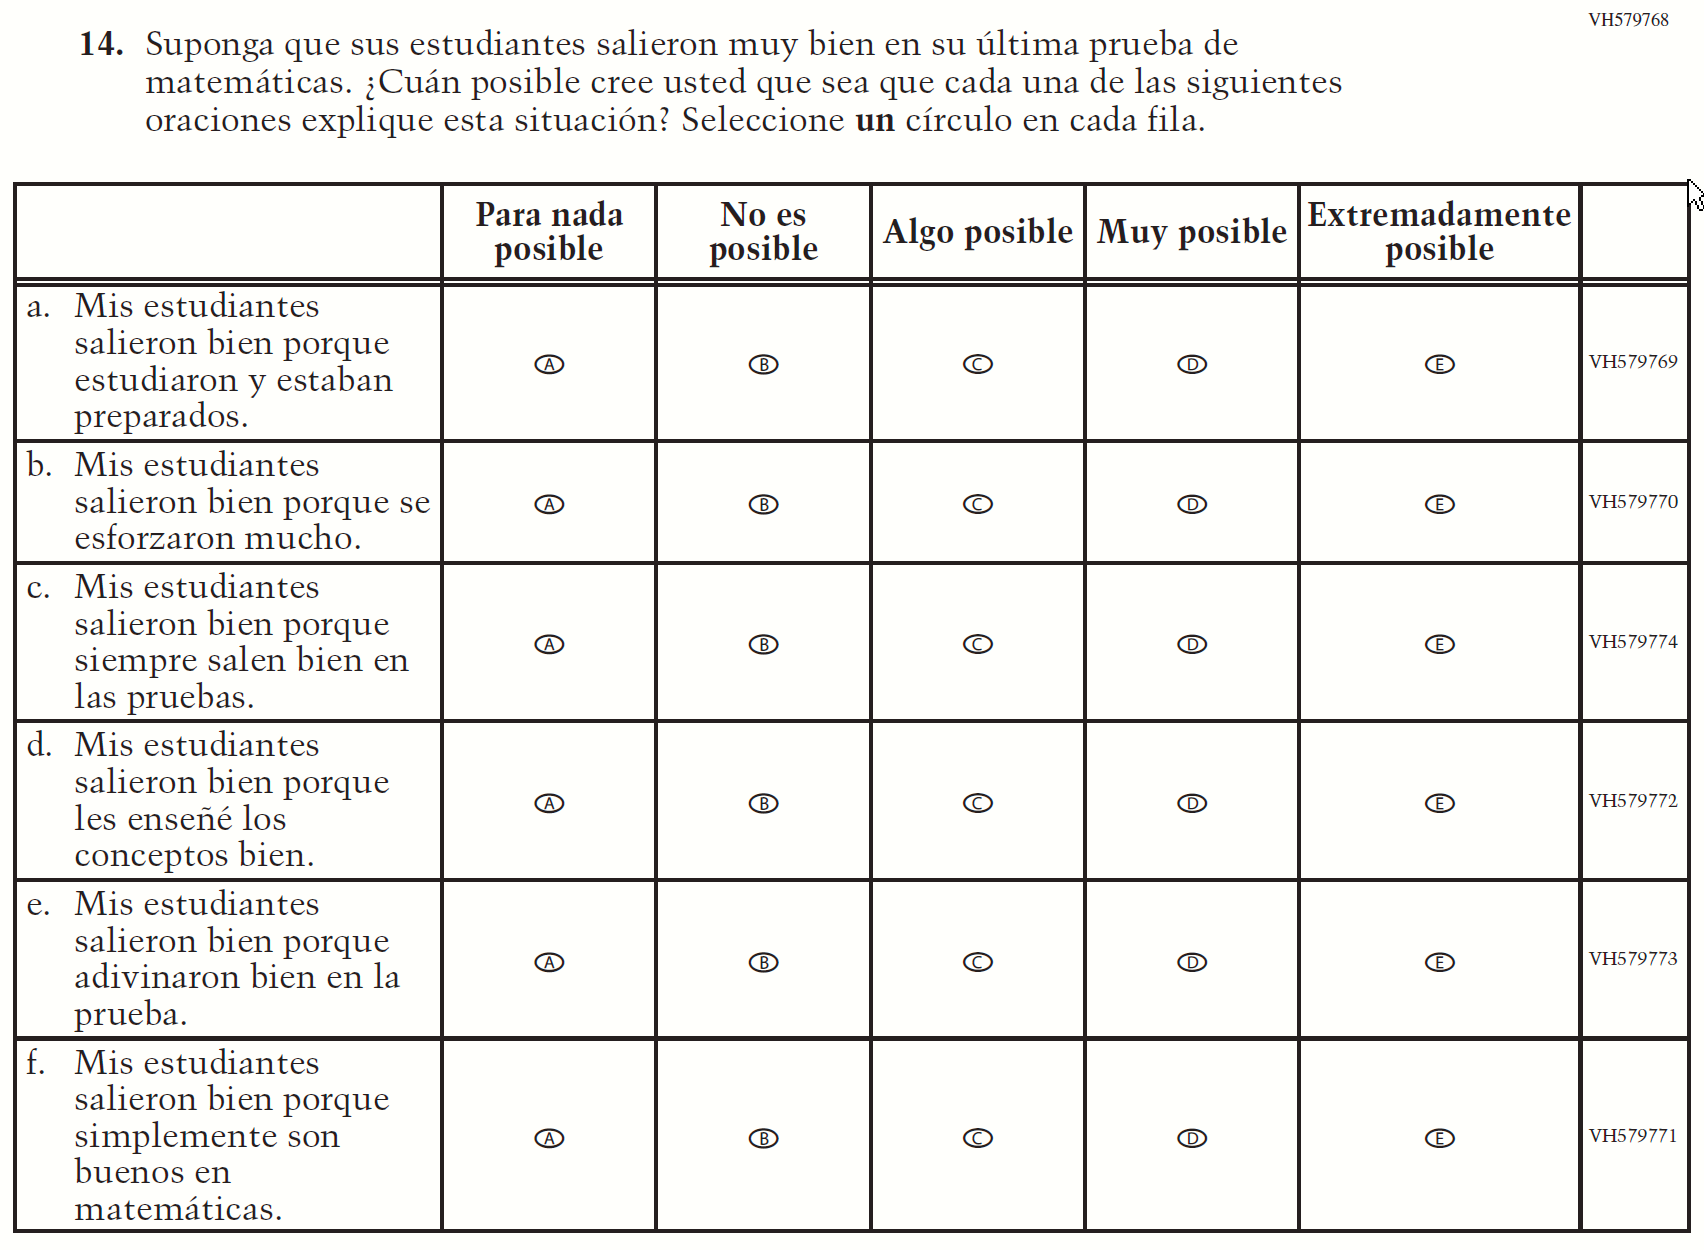 VH579768
14. Suponga que sus estudiantes salieron muy bien en su última prueba de
matemáticas. ¿Cuán posible cree usted que sea que cada una de las siguientes
oraciones explique esta situación? Seleccione un círculo en cada fila.
Para nada
posible
No es
posible
Algo posible
Muy posible
Extremadamente
posible
a. Mis estudiantes
salieron bien porque
estudiaron y estaban
preparados.
A B C D E VH579769
b. Mis estudiantes
salieron bien porque se
esforzaron mucho.
A B C D E VH579770
c. Mis estudiantes
salieron bien porque
siempre salen bien en
las pruebas.
A B C D E VH579774
d. Mis estudiantes
salieron bien porque
les enseñé los
conceptos bien.
A B C D E VH579772
e. Mis estudiantes
salieron bien porque
adivinaron bien en la
prueba.
A B C D E VH579773
f. Mis estudiantes
salieron bien porque
simplemente son
buenos en
matemáticas.
A B C D E VH579771